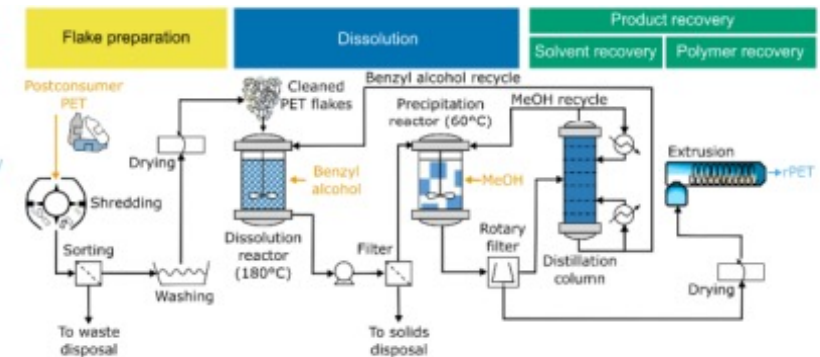 Product recovery
Flake preparation
Dissolution
Solvent recovery
Polymer recovery
Postconsumer
PET
Cleaned
PET flakes
Benzyl alcohol recycle
Precipitation
reactor (60°C)
MeOH recycle
Drying
Extrusion
Benzyl
alcohol
MeOH
rPET
Shredding
Sorting
Dissolution
reactor
(180°C)
Filter
Rotary
filter
Distillation
column
Washing
Drying
To waste
disposal
To solids
disposal